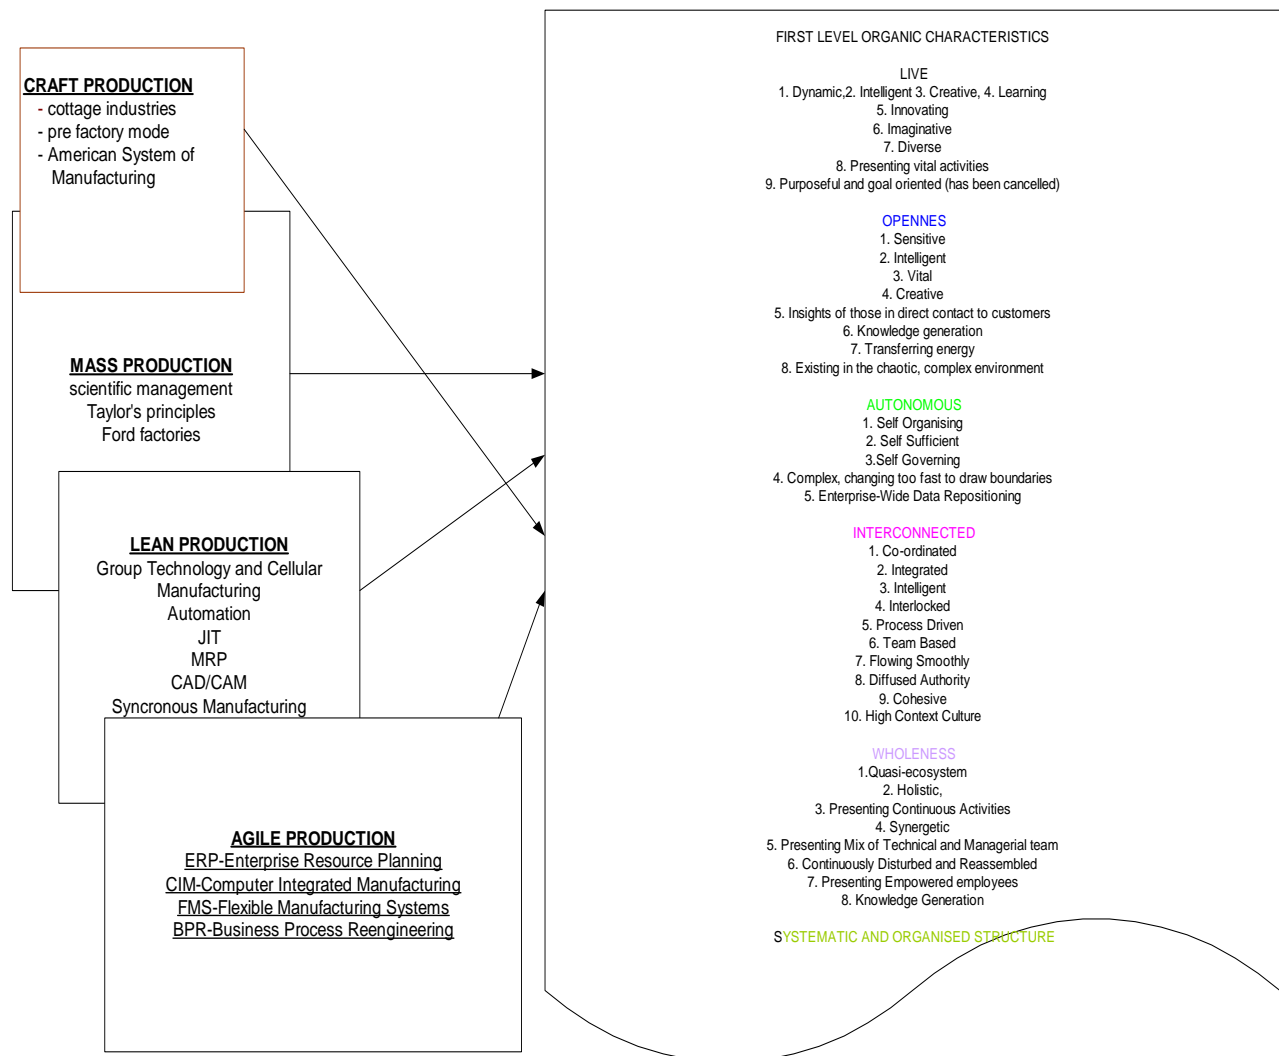 CRAFT PRODUCTION
- cottage industries
- pre factory mode
- American System of
Manufacturing
MASS PRODUCTION
scientific management
Taylor's principles
Ford factories
LEAN PRODUCTION
Group Technology and Cellular
Manufacturing
Automation
JIT
MRP
CAD/CAM
Syncronous Manufacturing
AGILE PRODUCTION
ERP-Enterprise Resource Planning
CIM-Computer Integrated Manufacturing
FMS-Flexible Manufacturing Systems
BPR-Business Process Reengineering
FIRST LEVEL ORGANIC CHARACTERISTICS
LIVE
1. Dynamic,2. Intelligent 3. Creative, 4. Learning
5. Innovating
6. Imaginative
7. Diverse
8. Presenting vital activities
9. Purposeful and goal oriented (has been cancelled)
OPENNES
1. Sensitive
2. Intelligent
3. Vital
4. Creative
5. Insights of those in direct contact to customers
6. Knowledge generation
7. Transferring energy
8. Existing in the chaotic, complex environment
AUTONOMOUS
1. Self Organising
2. Self Sufficient
3.Self Governing
4. Complex, changing too fast to draw boundaries
5. Enterprise-Wide Data Repositioning
INTERCONNECTED
1. Co-ordinated
2. Integrated
3. Intelligent
4. Interlocked
5. Process Driven
6. Team Based
7. Flowing Smoothly
8. Diffused Authority
9. Cohesive
10. High Context Culture
WHOLENESS
1.Quasi-ecosystem
2. Holistic,
3. Presenting Continuous Activities
4. Synergetic
5. Presenting Mix of Technical and Managerial team
6. Continuously Disturbed and Reassembled
7. Presenting Empowered employees
8. Knowledge Generation
SYSTEMATIC AND ORGANISED STRUCTURE